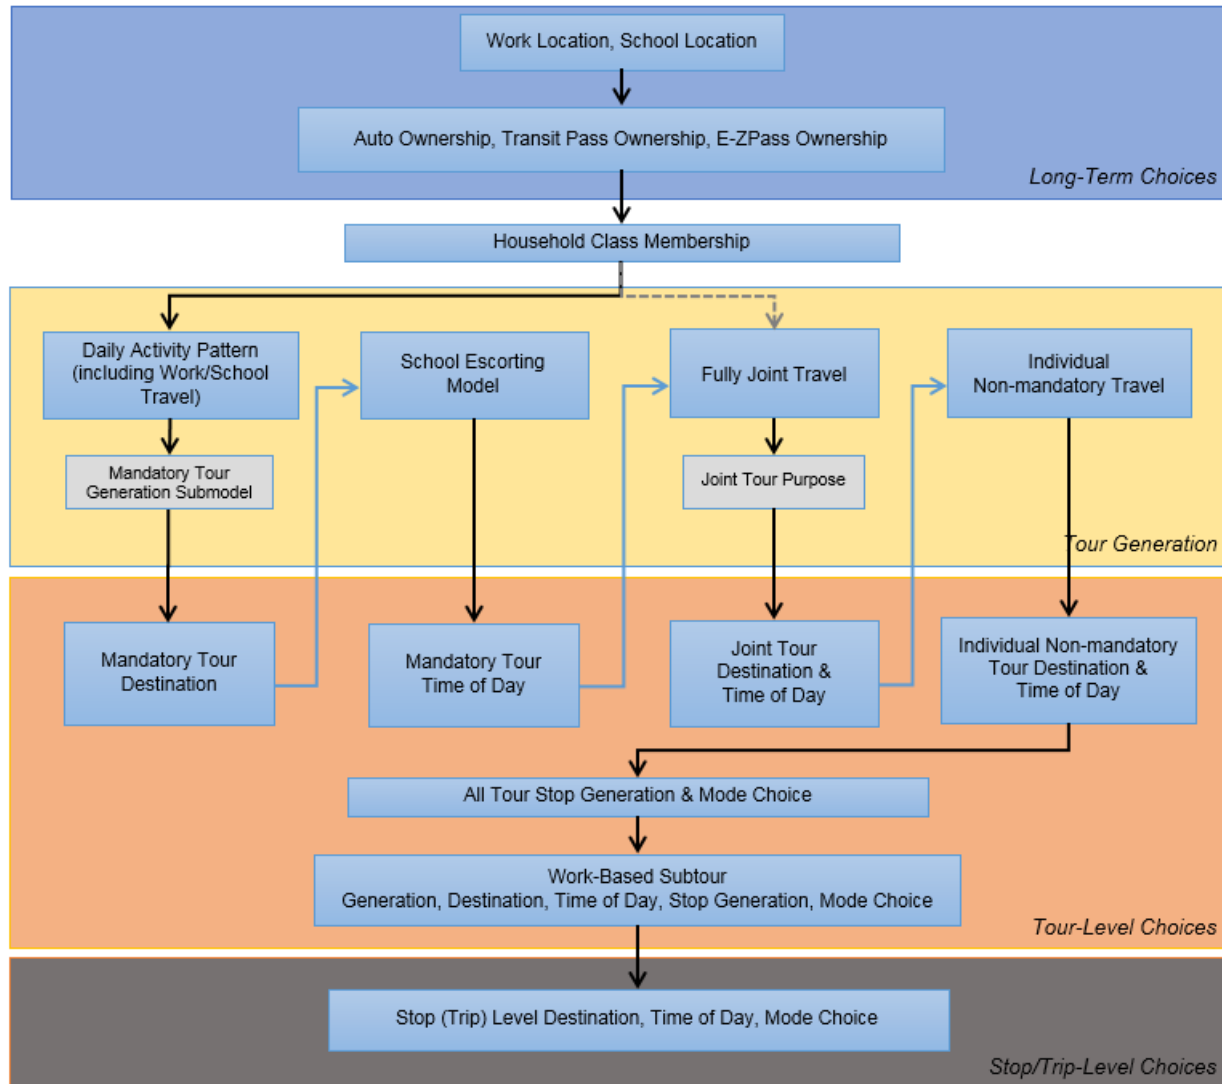 Work Location, School Location
Auto Ownership, Transit Pass Ownership, E-ZPass Ownership
Long-Term Choices
Household Class Membership
Daily Activity Pattern
(including Work/School
Travel)
School Escorting
Model
Fully Joint Travel
Individual
Non-mandatory Travel
Mandatory Tour
Generation Submodel
Joint Tour Purpose
Tour Generation
Mandatory Tour
Destination
Mandatory Tour
Time of Day
Joint Tour
Destination &
Time of Day
Individual Non-mandatory
Tour Destination &
Time of Day
All Tour Stop Generation & Mode Choice
Work-Based Subtour
Generation, Destination, Time of Day, Stop Generation, Mode Choice
Tour-Level Choices
Stop (Trip) Level Destination, Time of Day, Mode Choice
Stop/Trip-Level Choices